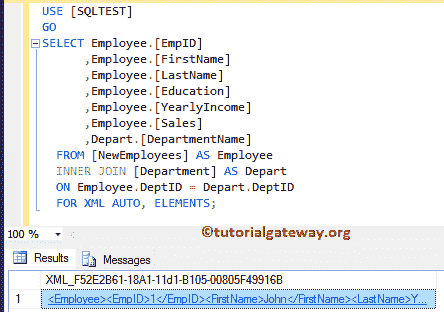 USE [SQLTEST]
GO
SELECT Employee.[EmpID]
,Employee.[FirstName]
,Employee.[LastName]
,Employee.[Education]
,Employee.[YearlyIncome]
,Employee.[Sales]
,Depart.[DepartmentName]
FROM [NewEmployees] AS Employee
INNER JOIN [Department] AS Depart
ON Employee.DeptID = Depart.DeptID
FOR XML AUTO, ELEMENTS;
©tutorialgateway.org
100 %
Results Messages
XML_F52E2B61-18A1-11d1-B105-00805F49916B
1 <Employee><EmpID>1</EmpID><FirstName>John</FirstName><LastName>Y...